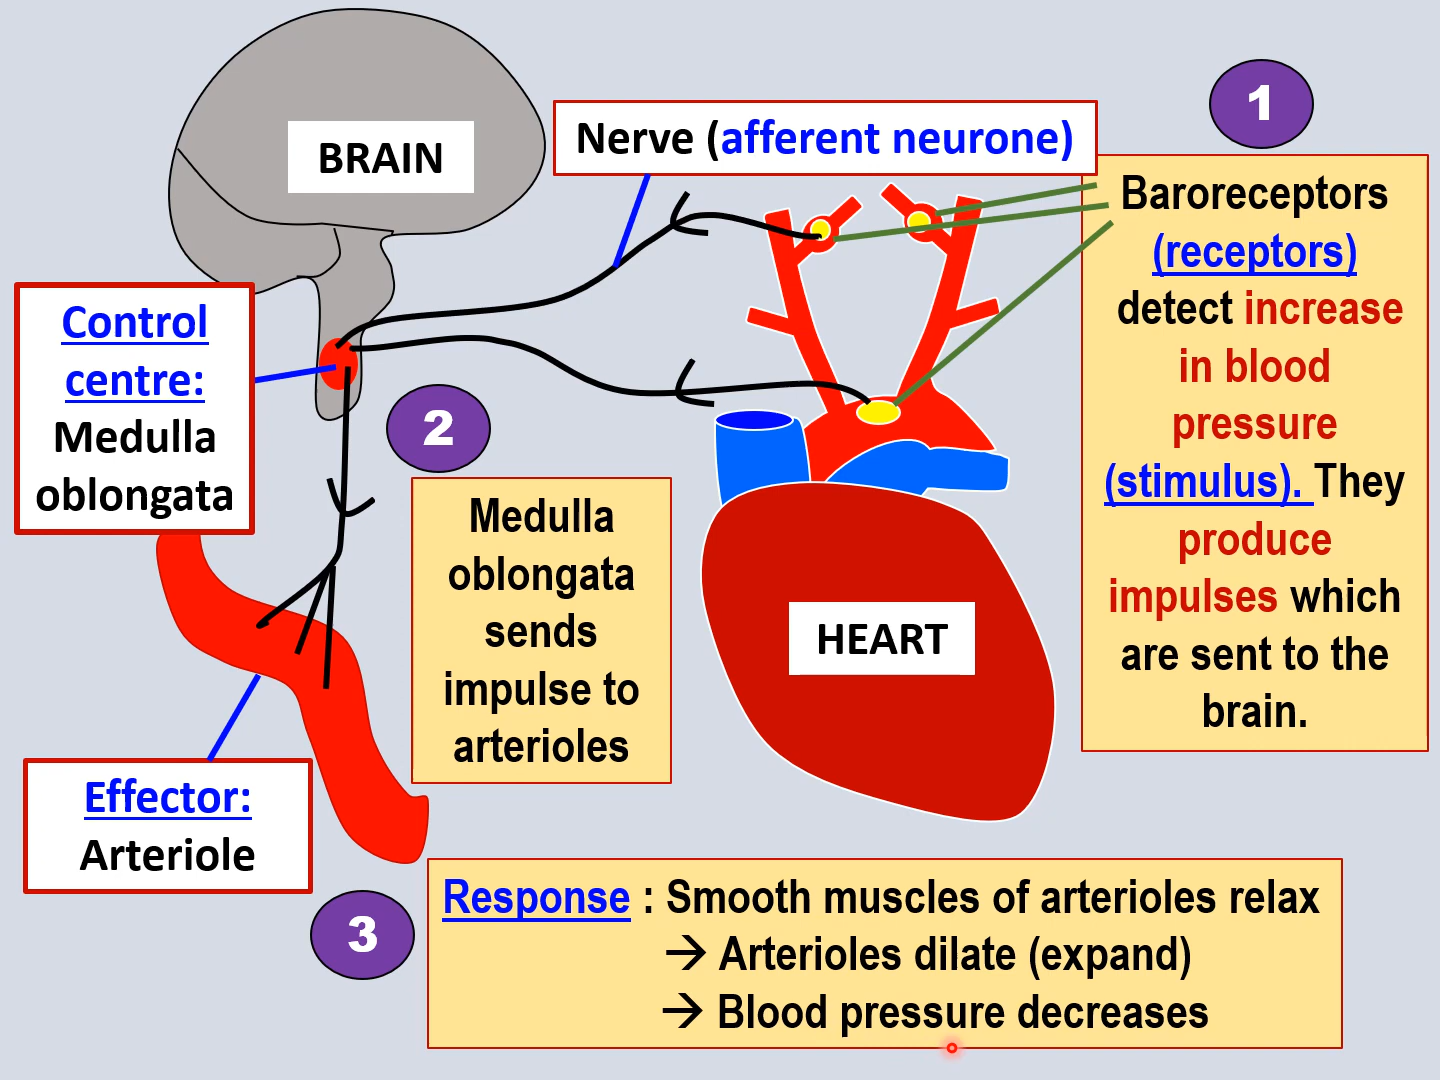 BRAIN
Nerve (afferent neurone)
1
Baroreceptors
(receptors)
detect increase
in blood
pressure
(stimulus). They
produce
impulses which
are sent to the
brain.
Control
centre:
Medulla
oblongata
2
Medulla
oblongata
sends
impulse to
arterioles
HEART
Effector:
Arteriole
3
Response : Smooth muscles of arterioles relax
→ Arterioles dilate (expand)
→ Blood pressure decreases